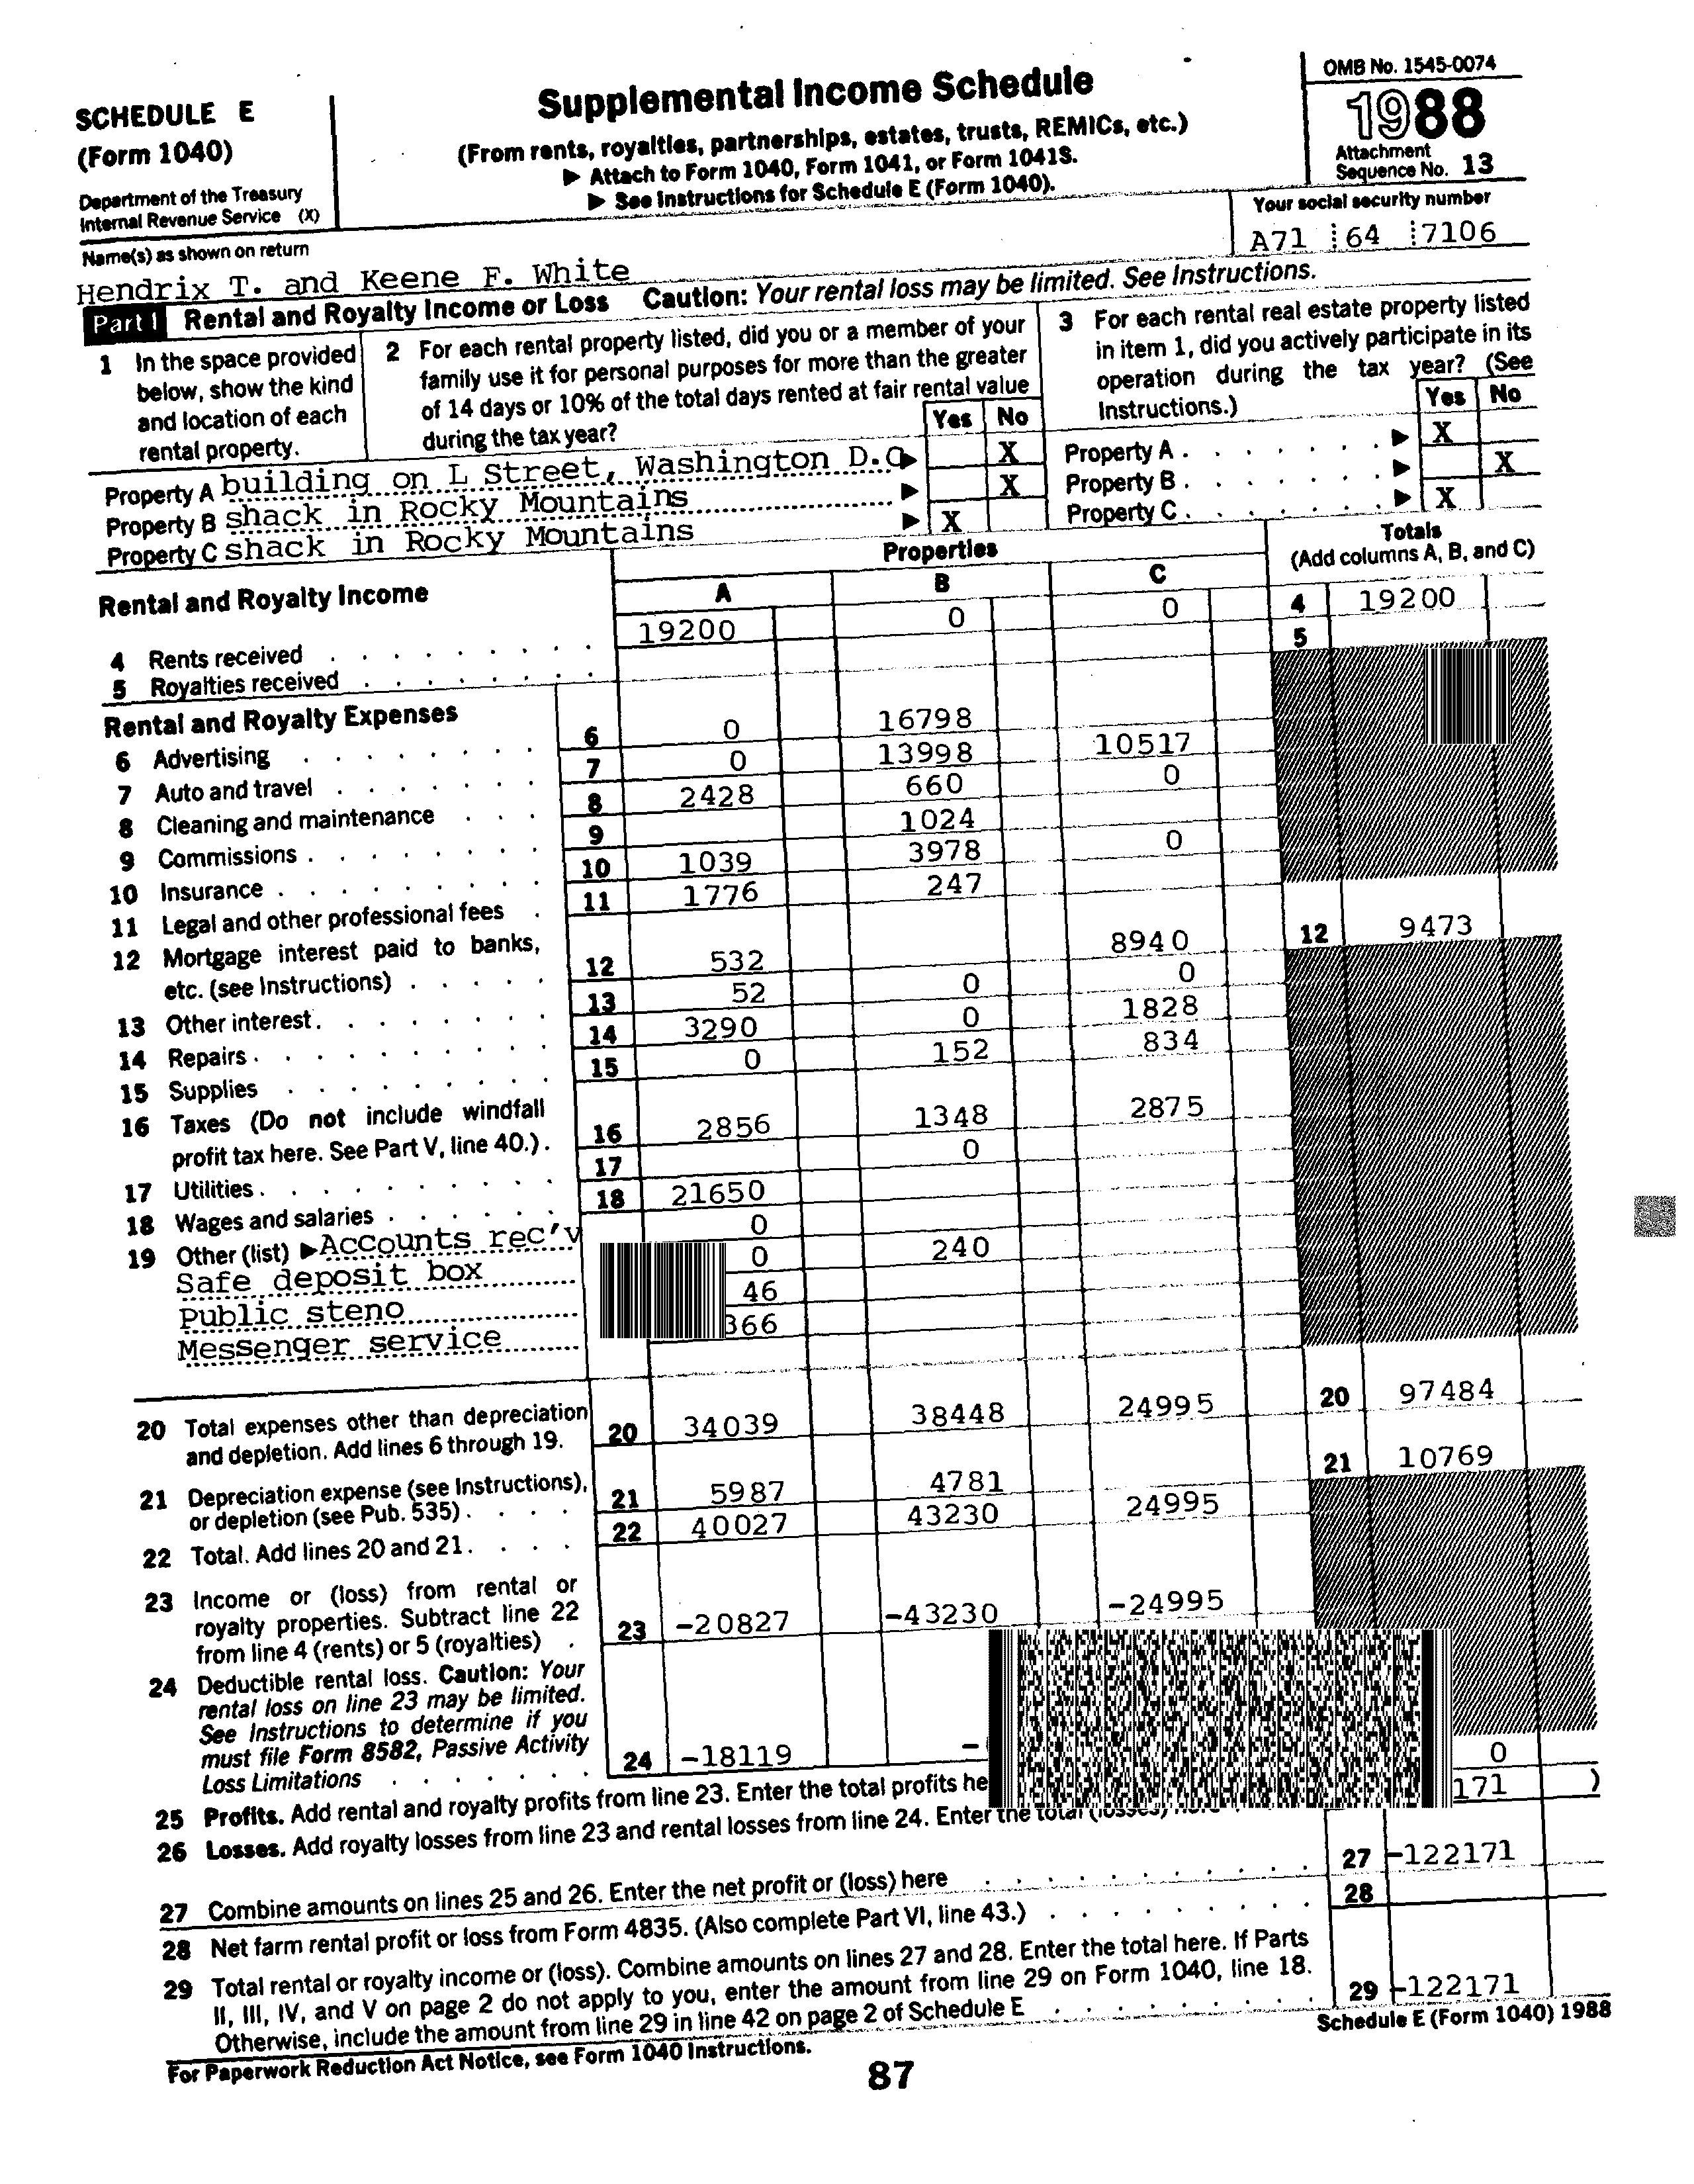 SCHEDULE E
(Form 1040)
Department of the Treasury
Internal Revenue Service (X)
Supplemental Income Schedule
(From rents, royalties, partnerships, estates, trusts, REMICs, etc.)
▶ Attach to Form 1040, Form 1041, or Form 1041S.
▶ See Instructions for Schedule E (Form 1040).
OMB No. 1545-0074
1988
Attachment
Sequence No. 13
Name(s) as shown on return
Hendrix T. and Keene F. White
Your social security number
A71 64 7106
Part I Rental and Royalty Income or Loss Caution: Your rental loss may be limited. See Instructions.
1 In the space provided
below, show the kind
and location of each
rental property.
2 For each rental property listed, did you or a member of your
family use it for personal purposes for more than the greater
of 14 days or 10% of the total days rented at fair rental value
during the tax year?
Yes No
3 For each rental real estate property listed
in item 1, did you actively participate in its
operation during the tax year? (See
Instructions.)
Yes No
Property A building on L Street, Washington D.C ▶ X
Property B shack in Rocky Mountains ▶ X
Property C shack in Rocky Mountains ▶ X
Property A . . . . . . ▶ X
Property B . . . . . . ▶ X
Property C . . . . . . ▶ X
Rental and Royalty Income
Properties
A B C
Totals
(Add columns A, B, and C)
4 Rents received 19200 0 0 4 19200
5 Royalties received 5
Rental and Royalty Expenses
6 Advertising 6 0 16798
7 Auto and travel 7 0 13998 10517
8 Cleaning and maintenance 8 2428 660 0
9 Commissions 9 1024
10 Insurance 10 1039 3978 0
11 Legal and other professional fees 11 1776 247
12 Mortgage interest paid to banks,
etc. (see Instructions) 12 532 8940 12 9473
13 Other interest 13 52 0 0
14 Repairs 14 3290 0 1828
15 Supplies 15 0 152 834
16 Taxes (Do not include windfall
profit tax here. See Part V, line 40.) 16 2856 1348 2875
17 Utilities 17 0
18 Wages and salaries 18 21650
19 Other (list) ▶ Accounts rec'v 0
Safe deposit box 0 240
Public steno 46
Messenger service 366
20 Total expenses other than depreciation
and depletion. Add lines 6 through 19. 20 34039 38448 24995 20 97484
21 Depreciation expense (see Instructions),
or depletion (see Pub. 535) 21 5987 4781 21 10769
22 Total. Add lines 20 and 21 22 40027 43230 24995
23 Income or (loss) from rental or
royalty properties. Subtract line 22
from line 4 (rents) or 5 (royalties) 23 -20827 -43230 -24995
24 Deductible rental loss. Caution: Your
rental loss on line 23 may be limited.
See Instructions to determine if you
must file Form 8582, Passive Activity
Loss Limitations 24 -18119 -
25 Profits. Add rental and royalty profits from line 23. Enter the total profits he 0
26 Losses. Add royalty losses from line 23 and rental losses from line 24. Enter the total (losses) here 171 )
27 Combine amounts on lines 25 and 26. Enter the net profit or (loss) here 27 -122171
28 Net farm rental profit or loss from Form 4835. (Also complete Part VI, line 43.) 28
29 Total rental or royalty income or (loss). Combine amounts on lines 27 and 28. Enter the total here. If Parts
II, III, IV, and V on page 2 do not apply to you, enter the amount from line 29 on Form 1040, line 18.
Otherwise, include the amount from line 29 in line 42 on page 2 of Schedule E 29 -122171
For Paperwork Reduction Act Notice, see Form 1040 Instructions.
Schedule E (Form 1040) 1988
87